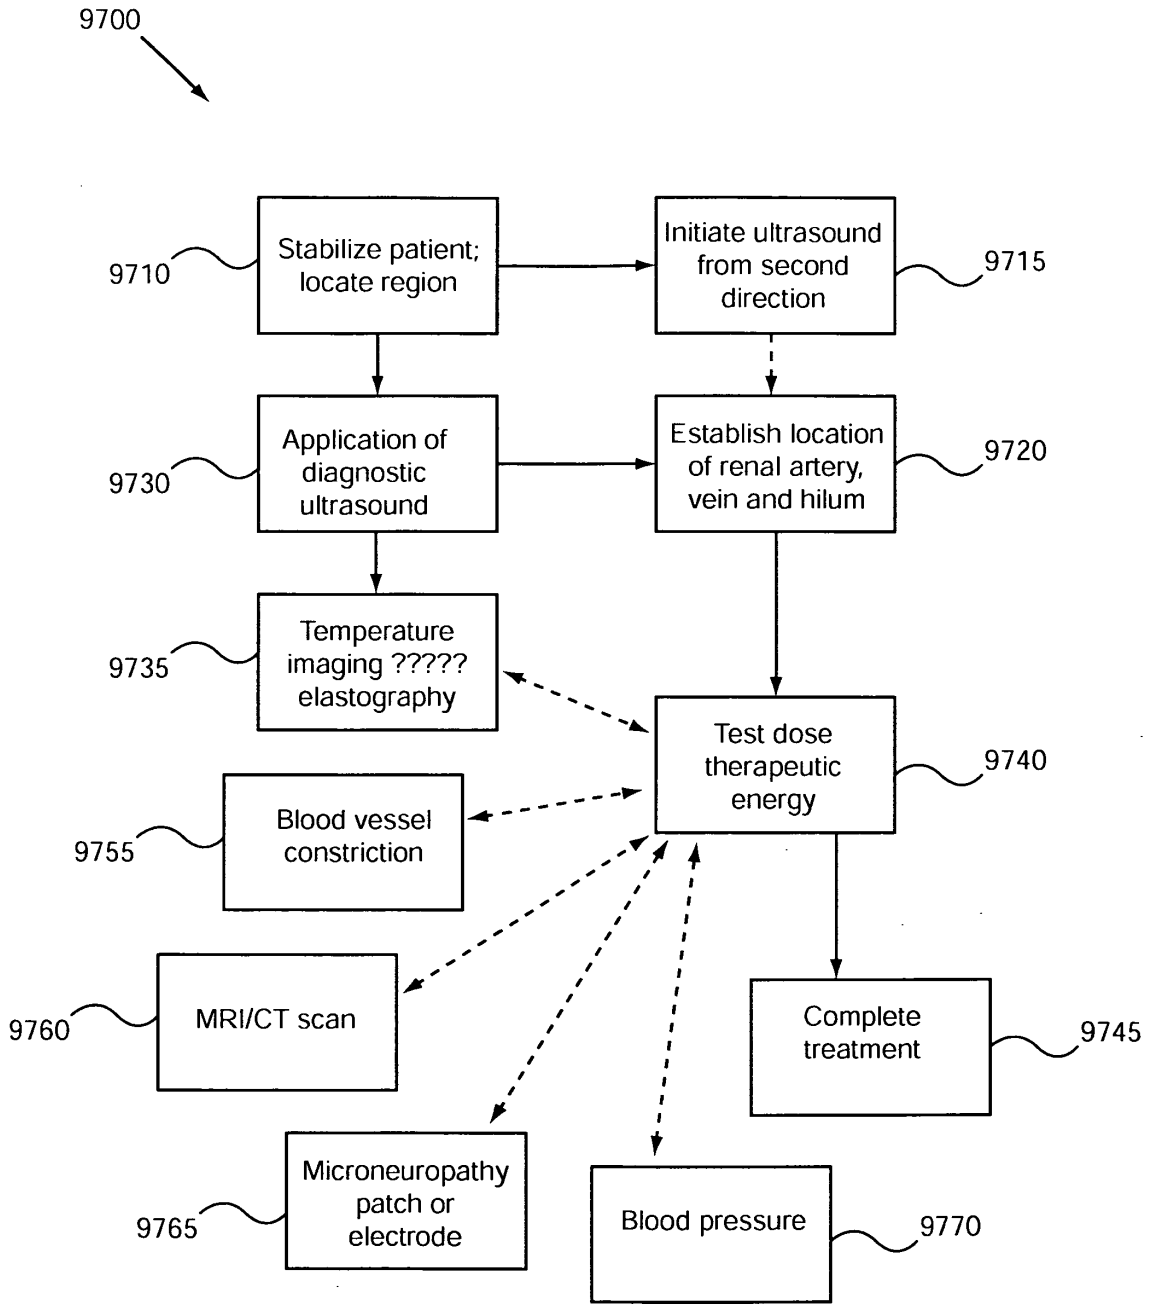 9700
Stabilize patient;
locate region
9710
Initiate ultrasound
from second
direction
9715
Application of
diagnostic
ultrasound
9730
Establish location
of renal artery,
vein and hilum
9720
Temperature
imaging ?????
elastography
9735
Test dose
therapeutic
energy
9740
Blood vessel
constriction
9755
MRI/CT scan
9760
Complete
treatment
9745
Microneuropathy
patch or
electrode
9765
Blood pressure
9770